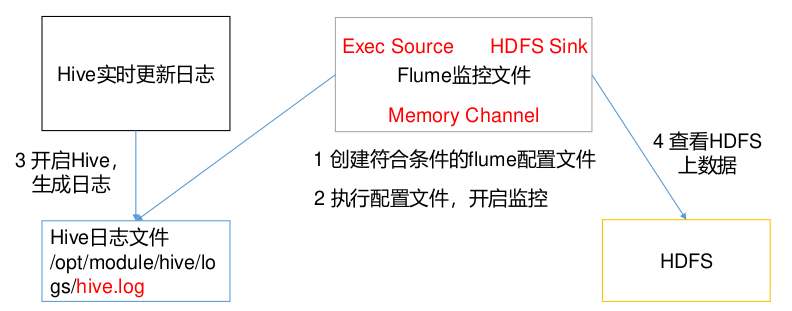 Hive实时更新日志
Exec Source
HDFS Sink
Flume监控文件
Memory Channel
3 开启Hive，
生成日志
1 创建符合条件的flume配置文件
2 执行配置文件，开启监控
4 查看HDFS
上数据
Hive日志文件
/opt/module/hive/lo
gs/hive.log
HDFS